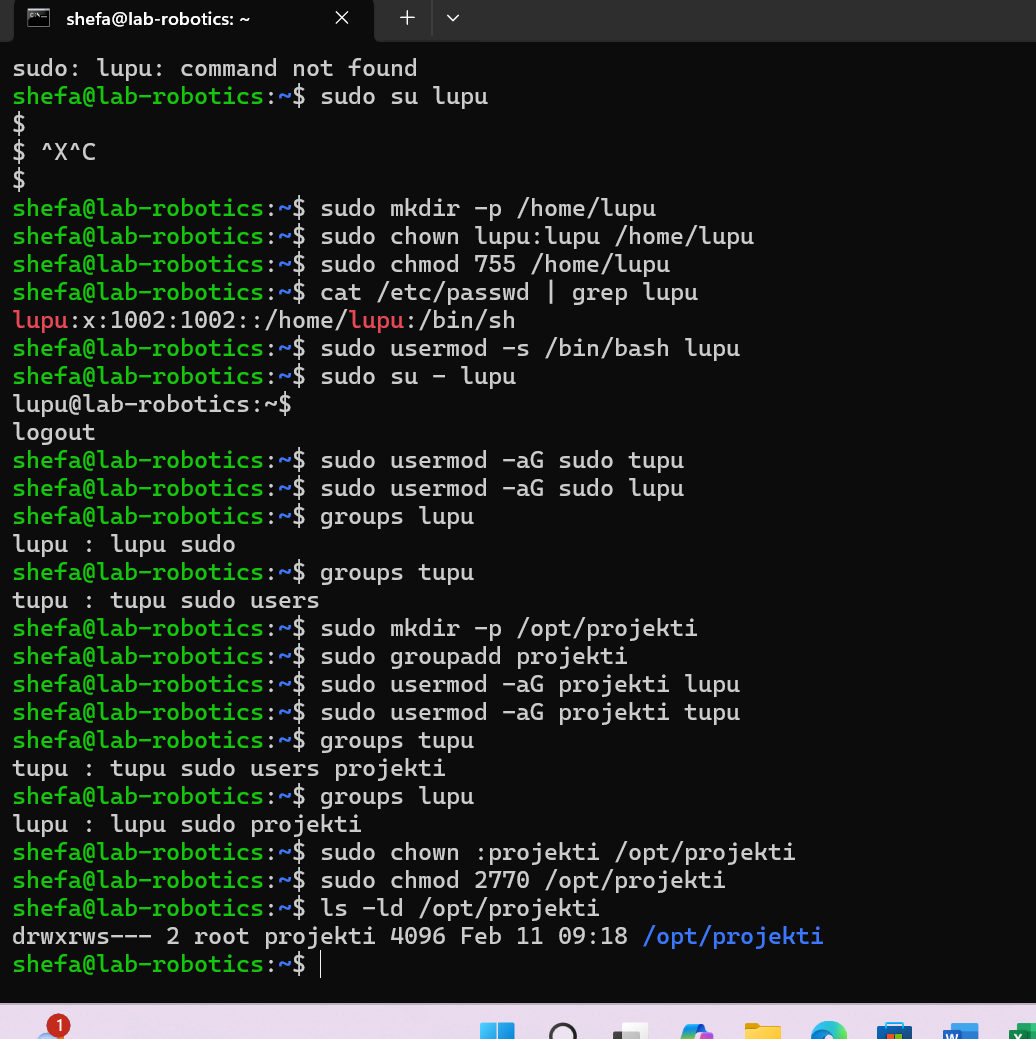 shefa@lab-robotics: ~
sudo: lupu: command not found
shefa@lab-robotics:~$ sudo su lupu
$
$ ^X^C
$
shefa@lab-robotics:~$ sudo mkdir -p /home/lupu
shefa@lab-robotics:~$ sudo chown lupu:lupu /home/lupu
shefa@lab-robotics:~$ sudo chmod 755 /home/lupu
shefa@lab-robotics:~$ cat /etc/passwd | grep lupu
lupu:x:1002:1002::/home/lupu:/bin/sh
shefa@lab-robotics:~$ sudo usermod -s /bin/bash lupu
shefa@lab-robotics:~$ sudo su - lupu
lupu@lab-robotics:~$
logout
shefa@lab-robotics:~$ sudo usermod -aG sudo tupu
shefa@lab-robotics:~$ sudo usermod -aG sudo lupu
shefa@lab-robotics:~$ groups lupu
lupu : lupu sudo
shefa@lab-robotics:~$ groups tupu
tupu : tupu sudo users
shefa@lab-robotics:~$ sudo mkdir -p /opt/projekti
shefa@lab-robotics:~$ sudo groupadd projekti
shefa@lab-robotics:~$ sudo usermod -aG projekti lupu
shefa@lab-robotics:~$ sudo usermod -aG projekti tupu
shefa@lab-robotics:~$ groups tupu
tupu : tupu sudo users projekti
shefa@lab-robotics:~$ groups lupu
lupu : lupu sudo projekti
shefa@lab-robotics:~$ sudo chown :projekti /opt/projekti
shefa@lab-robotics:~$ sudo chmod 2770 /opt/projekti
shefa@lab-robotics:~$ ls -ld /opt/projekti
drwxrws--- 2 root projekti 4096 Feb 11 09:18 /opt/projekti
shefa@lab-robotics:~$
1